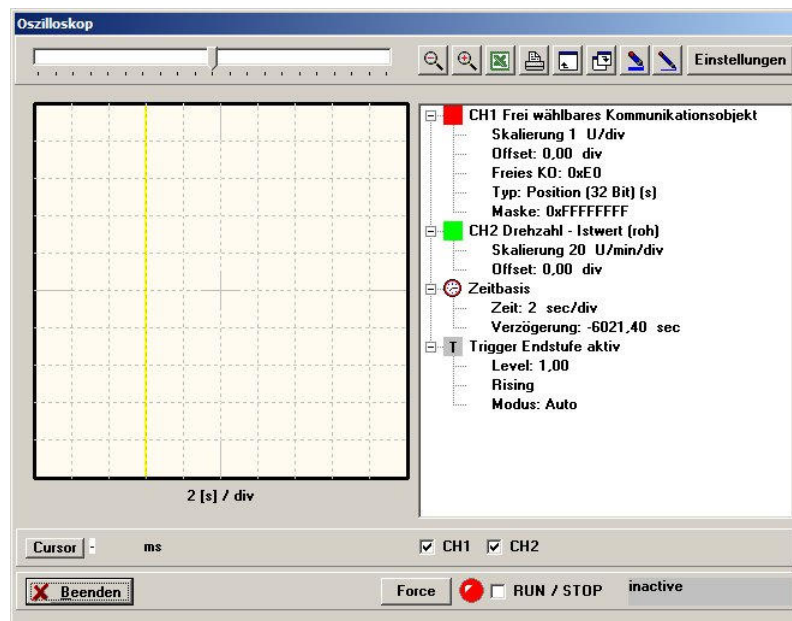 Oszilloskop
Einstellungen
CH1 Frei wählbares Kommunikationsobjekt
Skalierung 1 U/div
Offset: 0,00 div
Freies KO: 0xE0
Typ: Position (32 Bit) (s)
Maske: 0xFFFFFFFF
CH2 Drehzahl - Istwert (roh)
Skalierung 20 U/min/div
Offset: 0,00 div
Zeitbasis
Zeit: 2 sec/div
Verzögerung: -6021,40 sec
T Trigger Endstufe aktiv
Level: 1,00
Rising
Modus: Auto
2 [s] / div
Cursor - ms
CH1 CH2
Beenden
Force
RUN / STOP
inactive